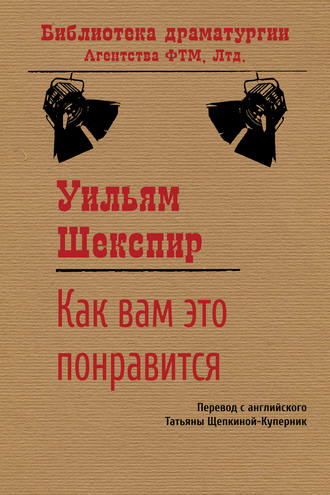 Библиотека драматургии
Агентства ФТМ, Лтд.
Уильям
Шекспир
Как вам это
понравится
Перевод с английского
Татьяны Щепкиной-Куперник